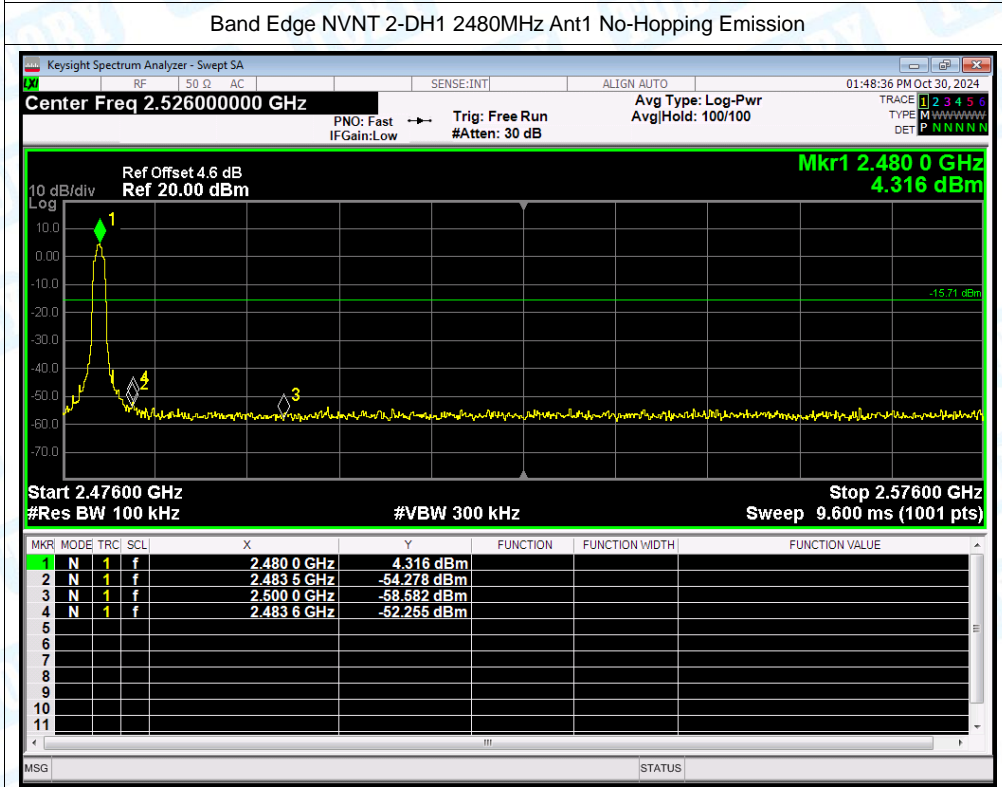 Band Edge NVNT 2-DH1 2480MHz Ant1 No-Hopping Emission
Keysight Spectrum Analyzer - Swept SA
LXI RF 50 Ω AC SENSE:INT ALIGN AUTO 01:48:36 PM Oct 30, 2024
Center Freq 2.526000000 GHz
PNO: Fast
IFGain:Low
Trig: Free Run
#Atten: 30 dB
Avg Type: Log-Pwr
Avg|Hold: 100/100
TRACE 1 2 3 4 5 6
TYPE M WWWWW
DET P N N N N N
Mkr1 2.480 0 GHz
4.316 dBm
Ref Offset 4.6 dB
10 dB/div Ref 20.00 dBm
Log
10.0
0.00
-10.0
-20.0
-30.0
-40.0
-50.0
-60.0
-70.0
1
4
2
3
-15.71 dBm
Start 2.47600 GHz Stop 2.57600 GHz
#Res BW 100 kHz #VBW 300 kHz Sweep 9.600 ms (1001 pts)
MKR MODE TRC SCL X Y FUNCTION FUNCTION WIDTH FUNCTION VALUE
1 N 1 f 2.480 0 GHz 4.316 dBm
2 N 1 f 2.483 5 GHz -54.278 dBm
3 N 1 f 2.500 0 GHz -58.582 dBm
4 N 1 f 2.483 6 GHz -52.255 dBm
5
6
7
8
9
10
11
MSG STATUS